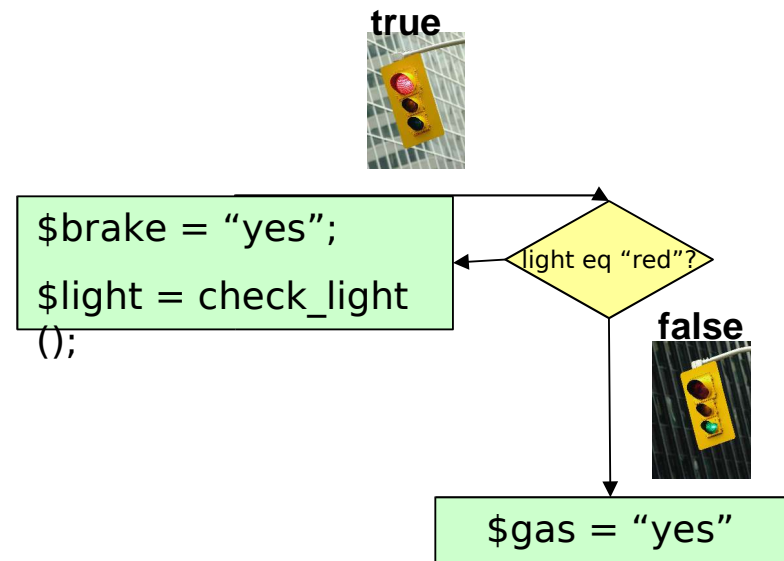 true
$brake = “yes”;
$light = check_light
();
light eq “red”?
false
$gas = “yes”